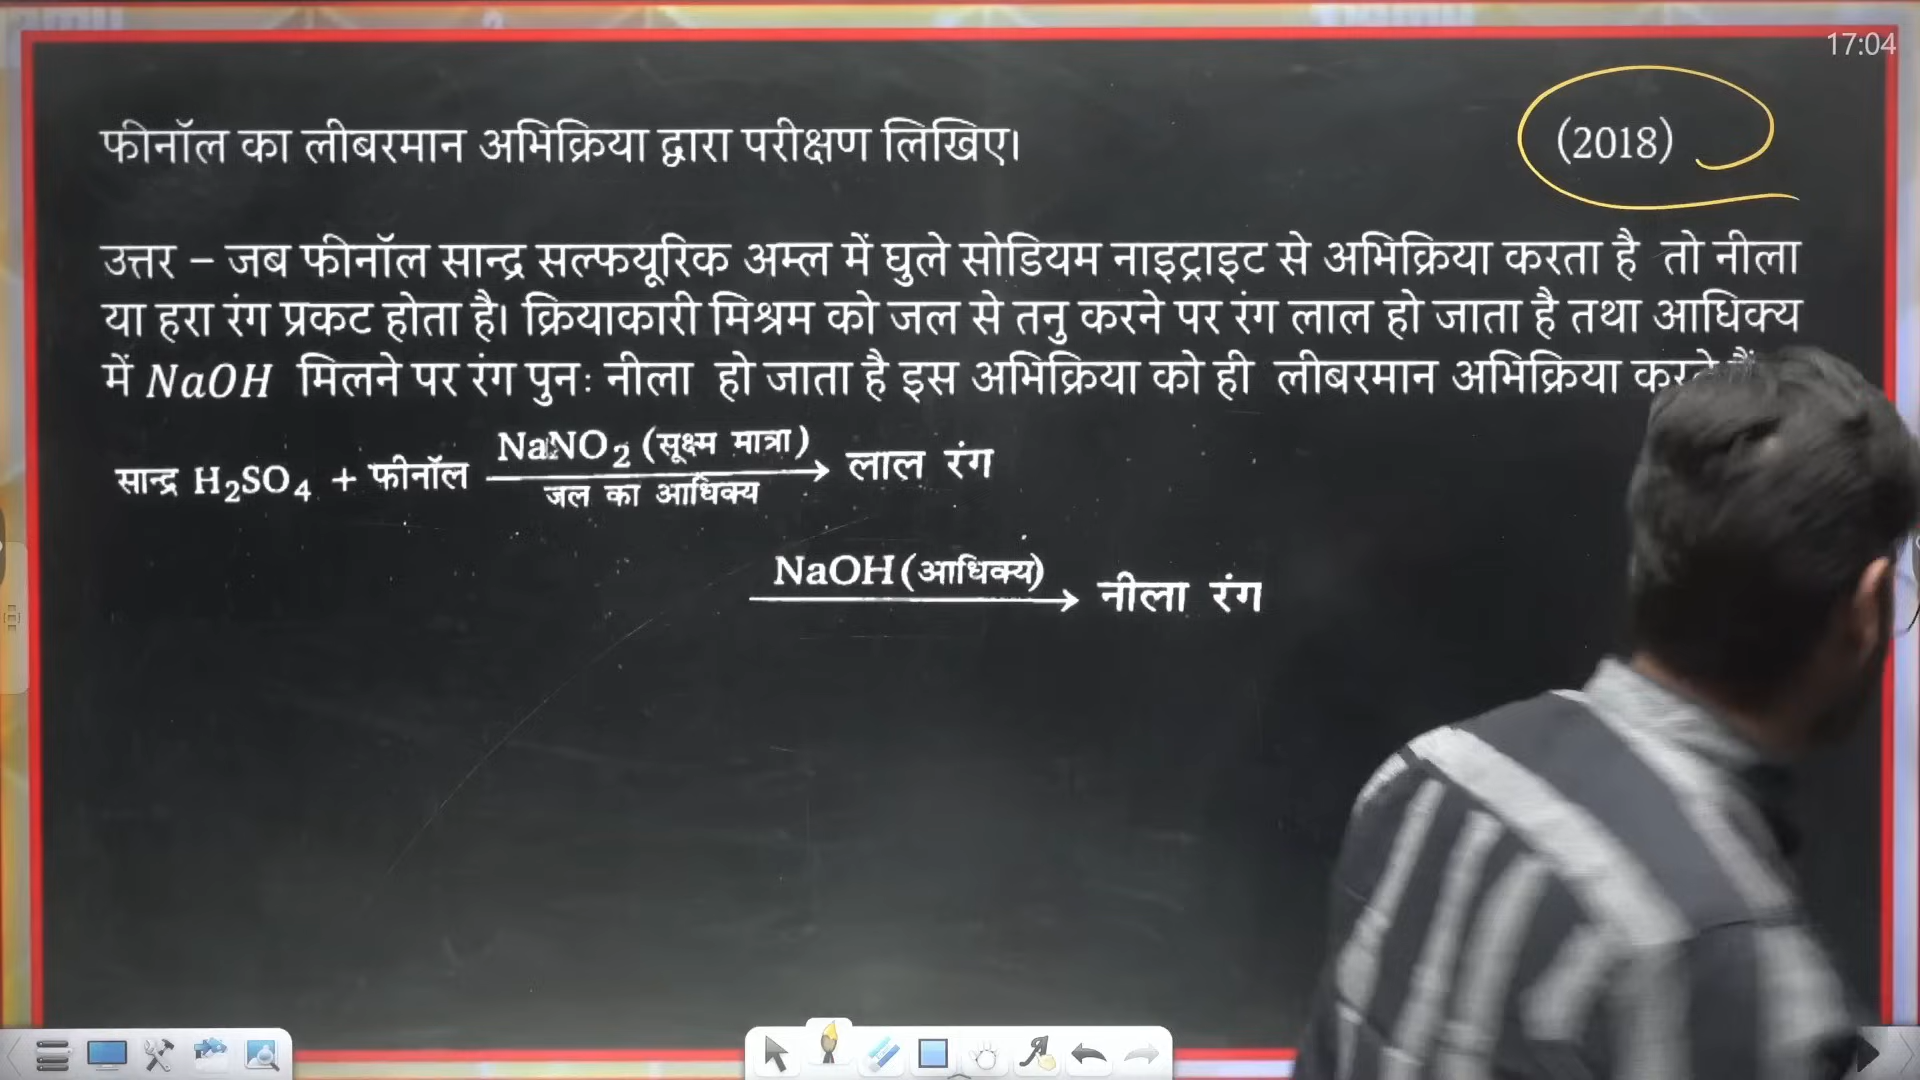 17:04
फीनॉल का लीबरमान अभिक्रिया द्वारा परीक्षण लिखिए। (2018)
उत्तर – जब फीनॉल सान्द्र सल्फयूरिक अम्ल में घुले सोडियम नाइट्राइट से अभिक्रिया करता है तो नीला
या हरा रंग प्रकट होता है। क्रियाकारी मिश्रम को जल से तनु करने पर रंग लाल हो जाता है तथा आधिक्य
में NaOH मिलने पर रंग पुनः नीला हो जाता है इस अभिक्रिया को ही लीबरमान अभिक्रिया
सान्द्र H₂SO₄ + फीनॉल NaNO₂ (सूक्ष्म मात्रा) → लाल रंग
जल का आधिक्य
NaOH (आधिक्य) → नीला रंग